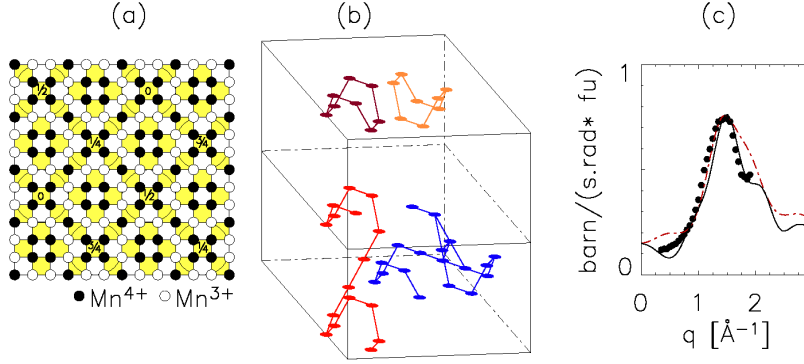 (a)
(b)
(c)
½ 0
¼ ¾
0 ½
¾ ¼
Mn⁴⁺ Mn³⁺
barn/(s.rad* fu)
1
0
0 1 2
q [Å⁻¹]